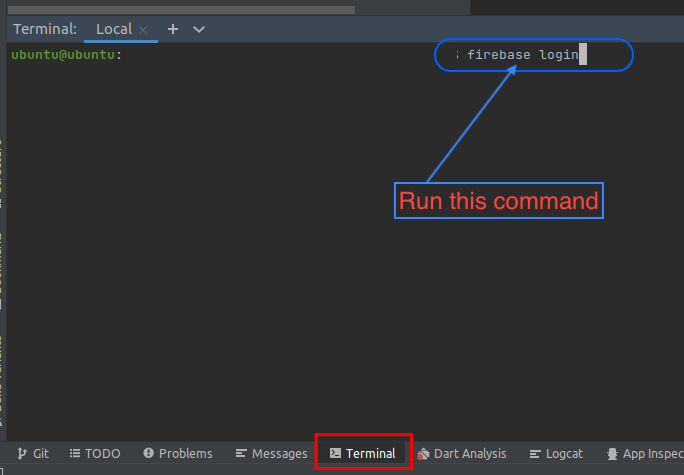 Terminal: Local × + 
ubuntu@ubuntu: ; firebase login
Run this command
Git TODO Problems Messages Terminal Dart Analysis Logcat App Inspec